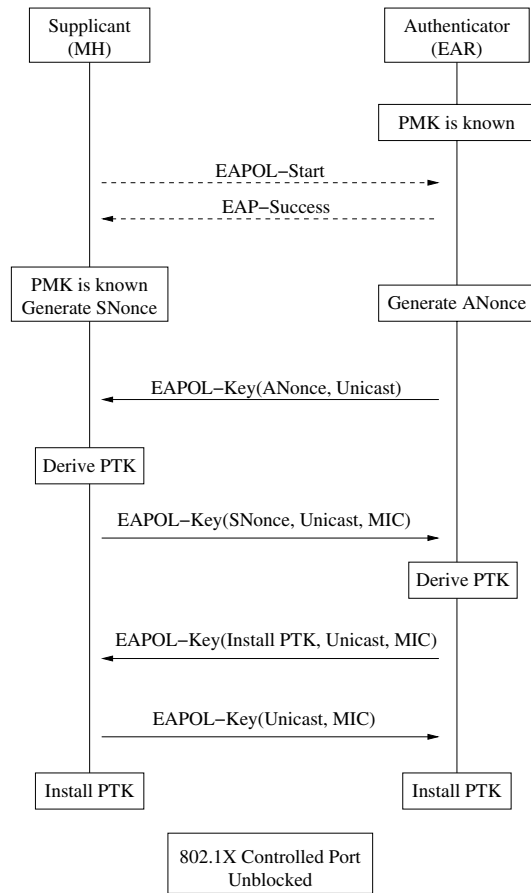 Supplicant
(MH)
Authenticator
(EAR)
PMK is known
EAPOL−Start
EAP−Success
PMK is known
Generate SNonce
Generate ANonce
EAPOL−Key(ANonce, Unicast)
Derive PTK
EAPOL−Key(SNonce, Unicast, MIC)
Derive PTK
EAPOL−Key(Install PTK, Unicast, MIC)
EAPOL−Key(Unicast, MIC)
Install PTK
Install PTK
802.1X Controlled Port
Unblocked